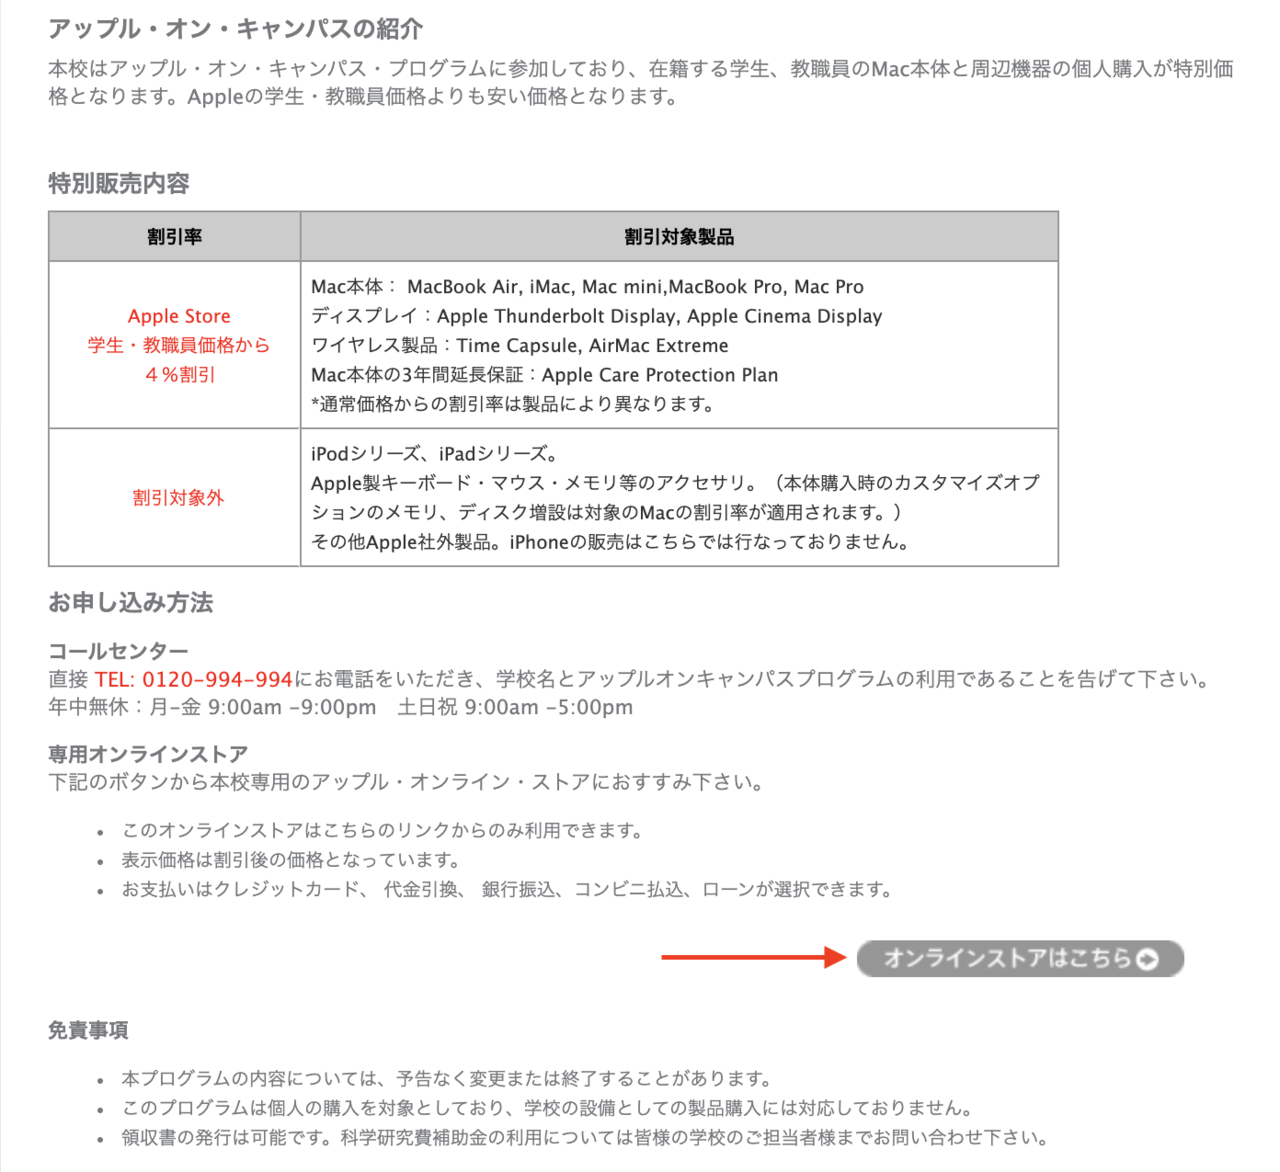 アップル・オン・キャンパスの紹介
本校はアップル・オン・キャンパス・プログラムに参加しており、在籍する学生、教職員のMac本体と周辺機器の個人購入が特別価
格となります。Appleの学生・教職員価格よりも安い価格となります。
特別販売内容
割引率
割引対象製品
Apple Store
学生・教職員価格から
４％割引
Mac本体： MacBook Air, iMac, Mac mini,MacBook Pro, Mac Pro
ディスプレイ：Apple Thunderbolt Display, Apple Cinema Display
ワイヤレス製品：Time Capsule, AirMac Extreme
Mac本体の3年間延長保証：Apple Care Protection Plan
*通常価格からの割引率は製品により異なります。
割引対象外
iPodシリーズ、iPadシリーズ。
Apple製キーボード・マウス・メモリ等のアクセサリ。（本体購入時のカスタマイズオプ
ションのメモリ、ディスク増設は対象のMacの割引率が適用されます。）
その他Apple社外製品。iPhoneの販売はこちらでは行なっておりません。
お申し込み方法
コールセンター
直接 TEL: 0120-994-994にお電話をいただき、学校名とアップルオンキャンパスプログラムの利用であることを告げて下さい。
年中無休：月-金 9:00am -9:00pm　土日祝 9:00am -5:00pm
専用オンラインストア
下記のボタンから本校専用のアップル・オンライン・ストアにおすすみ下さい。
• このオンラインストアはこちらのリンクからのみ利用できます。
• 表示価格は割引後の価格となっています。
• お支払いはクレジットカード、 代金引換、 銀行振込、コンビニ払込、ローンが選択できます。
オンラインストアはこちら
免責事項
• 本プログラムの内容については、予告なく変更または終了することがあります。
• このプログラムは個人の購入を対象としており、学校の設備としての製品購入には対応しておりません。
• 領収書の発行は可能です。科学研究費補助金の利用については皆様の学校のご担当者様までお問い合わせ下さい。